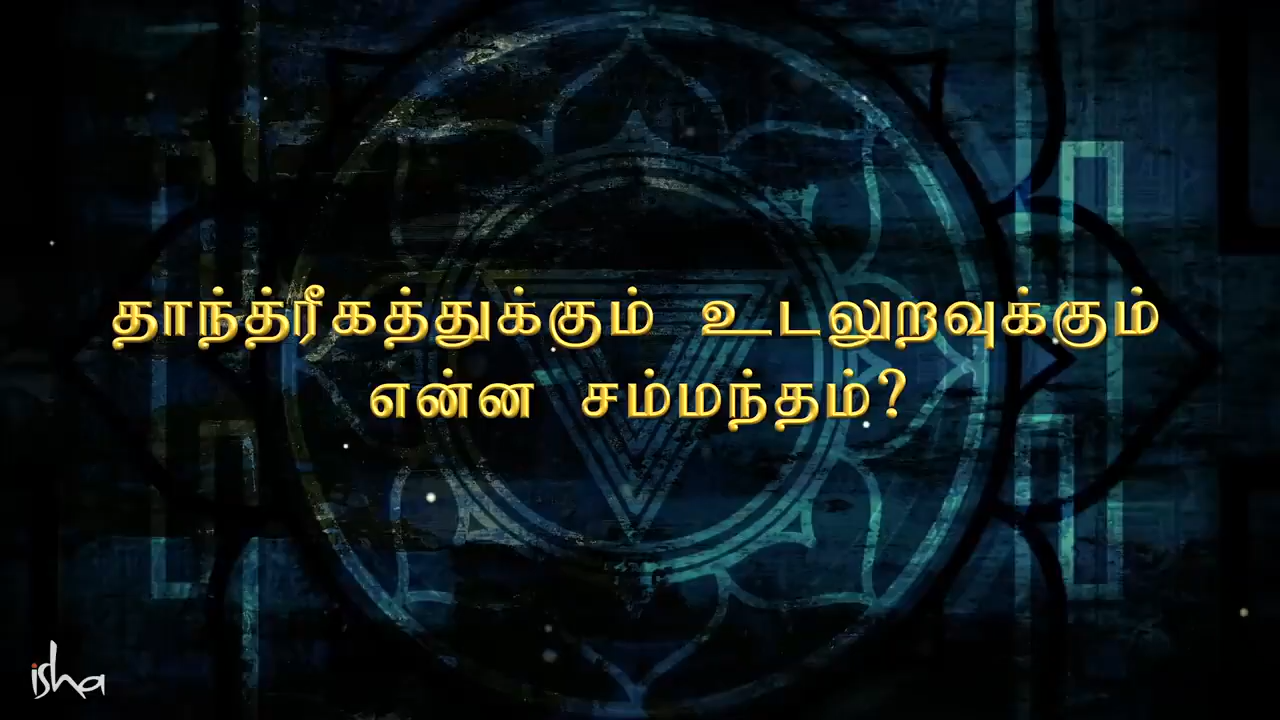 தாந்த்ரீகத்துக்கும் உடலுறவுக்கும்
என்ன சம்மந்தம்?
isha